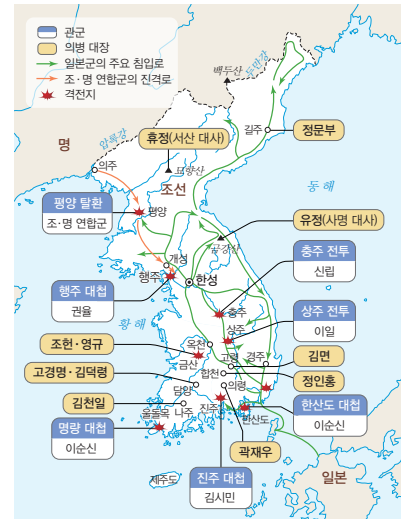 관군
의병 대장
일본군의 주요 침입로
조·명 연합군의 진격로
격전지
백두산
두만강
길주
정문부
명
압록강
의주
휴정(서산 대사)
묘향산
조선
동해
평양 탈환
조·명 연합군
평양
유정(사명 대사)
금강산
개성
행주
한성
충주 전투
신립
행주 대첩
권율
황해
충주
상주 전투
이일
상주
조헌·영규
옥천
금산
고령
경주
김면
고경명·김덕령
합천
정인홍
담양
의령
김천일
울돌목
나주
진주
한산도
한산도 대첩
이순신
명량 대첩
이순신
곽재우
진주 대첩
김시민
제주도
일본